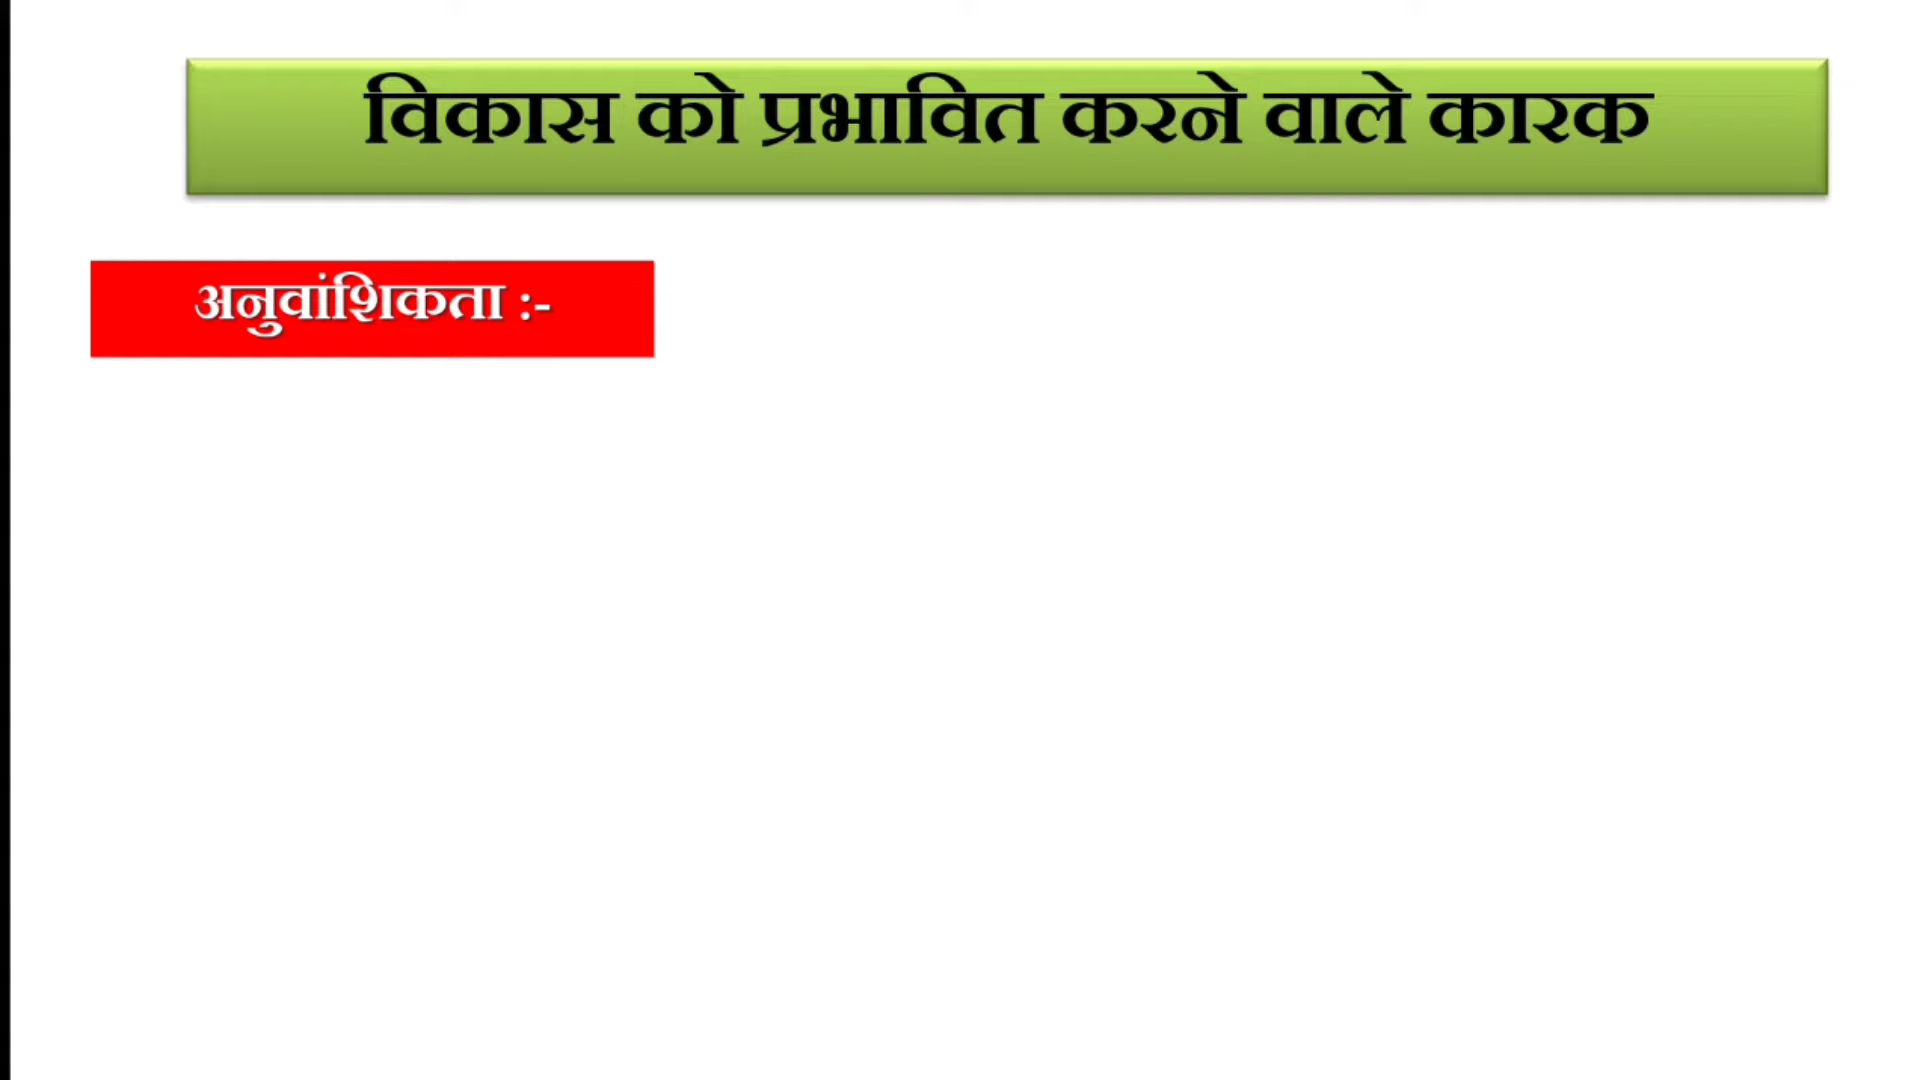 विकास को प्रभावित करने वाले कारक
अनुवांशिकता :-